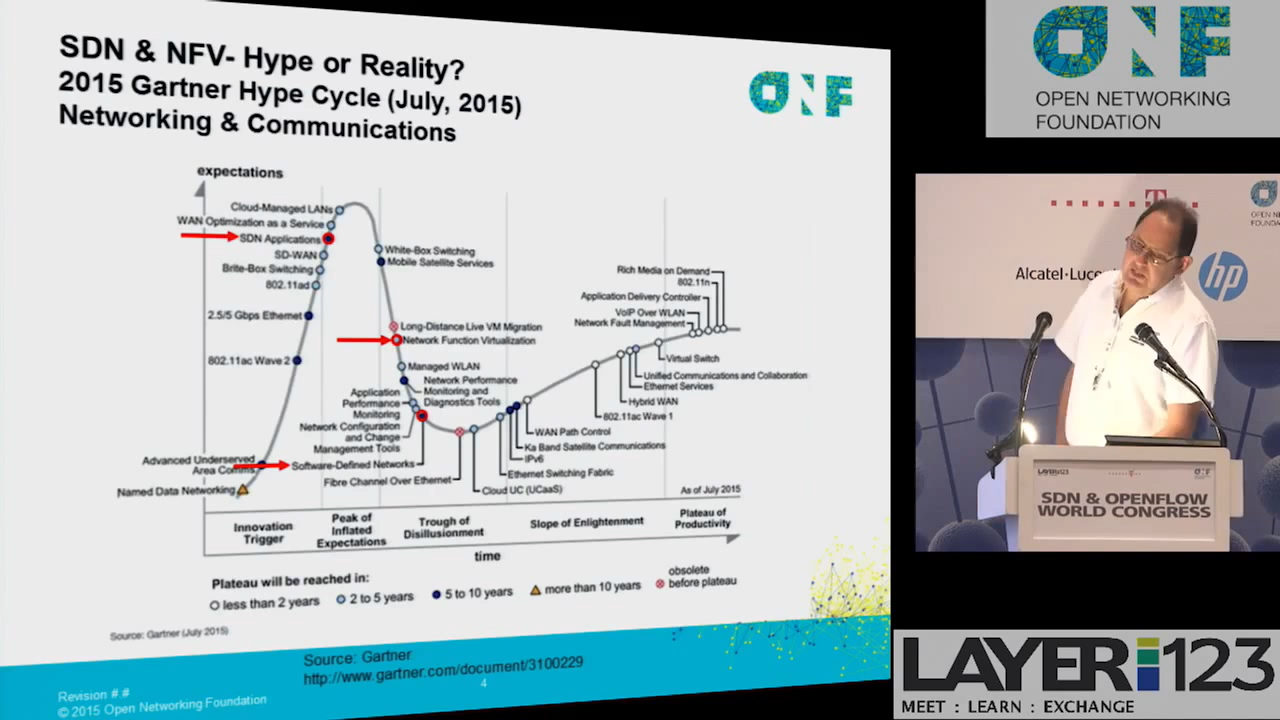 SDN & NFV- Hype or Reality?
2015 Gartner Hype Cycle (July, 2015)
Networking & Communications
ONF
expectations
Cloud-Managed LANs
WAN Optimization as a Service
SDN Applications
SD-WAN
Brite-Box Switching
802.11ad
2.5/5 Gbps Ethernet
802.11ac Wave 2
Advanced Underserved
Area Comms
Named Data Networking
White-Box Switching
Mobile Satellite Services
Long-Distance Live VM Migration
Network Function Virtualization
Managed WLAN
Network Performance
Monitoring and
Diagnostics Tools
Application
Performance
Monitoring
Network Configuration
and Change
Management Tools
Software-Defined Networks
Fibre Channel Over Ethernet
Cloud UC (UCaaS)
Ethernet Switching Fabric
IPv6
Ka Band Satellite Communications
WAN Path Control
802.11ac Wave 1
Hybrid WAN
Ethernet Services
Unified Communications and Collaboration
Virtual Switch
Rich Media on Demand
802.11n
Application Delivery Controller
VoIP Over WLAN
Network Fault Management
As of July 2015
Innovation
Trigger
Peak of
Inflated
Expectations
Trough of
Disillusionment
Slope of Enlightenment
Plateau of
Productivity
time
Plateau will be reached in:
less than 2 years
2 to 5 years
5 to 10 years
more than 10 years
obsolete
before plateau
Source: Gartner (July 2015)
Source: Gartner
http://www.gartner.com/document/3100229
4
Revision # #
© 2015 Open Networking Foundation
ONF
OPEN NETWORKING
FOUNDATION
T
Alcatel·Luce
hp
LAYER123
SDN & OPENFLOW
WORLD CONGRESS
LAYER123
MEET : LEARN : EXCHANGE